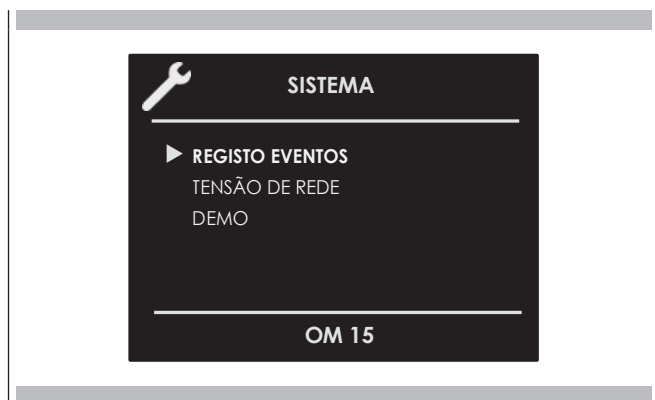 SISTEMA
REGISTO EVENTOS
TENSÃO DE REDE
DEMO
OM 15